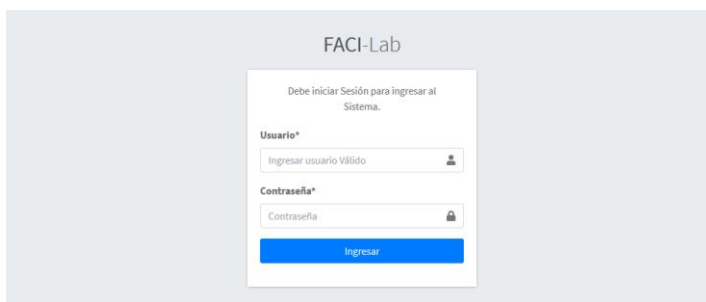 FACI-Lab
Debe iniciar Sesión para ingresar al
Sistema.
Usuario*
Ingresar usuario Válido
Contraseña*
Contraseña
Ingresar